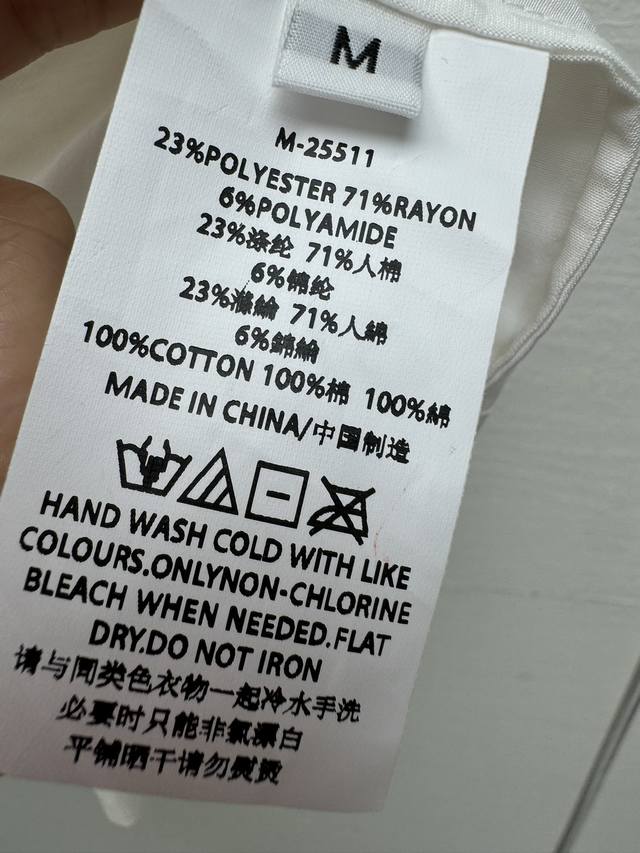 M
M-25511
23%POLYESTER 71%RAYON
6%POLYAMIDE
23%涤纶 71%人棉
6%锦纶
23%滌綸 71%人綿
6%錦綸
100%COTTON 100%棉 100%綿
MADE IN CHINA/中国制造
HAND WASH COLD WITH LIKE
COLOURS.ONLYNON-CHLORINE
BLEACH WHEN NEEDED.FLAT
DRY.DO NOT IRON
请与同类色衣物一起冷水手洗
必要时只能非氯漂白
平铺晒干请勿熨烫